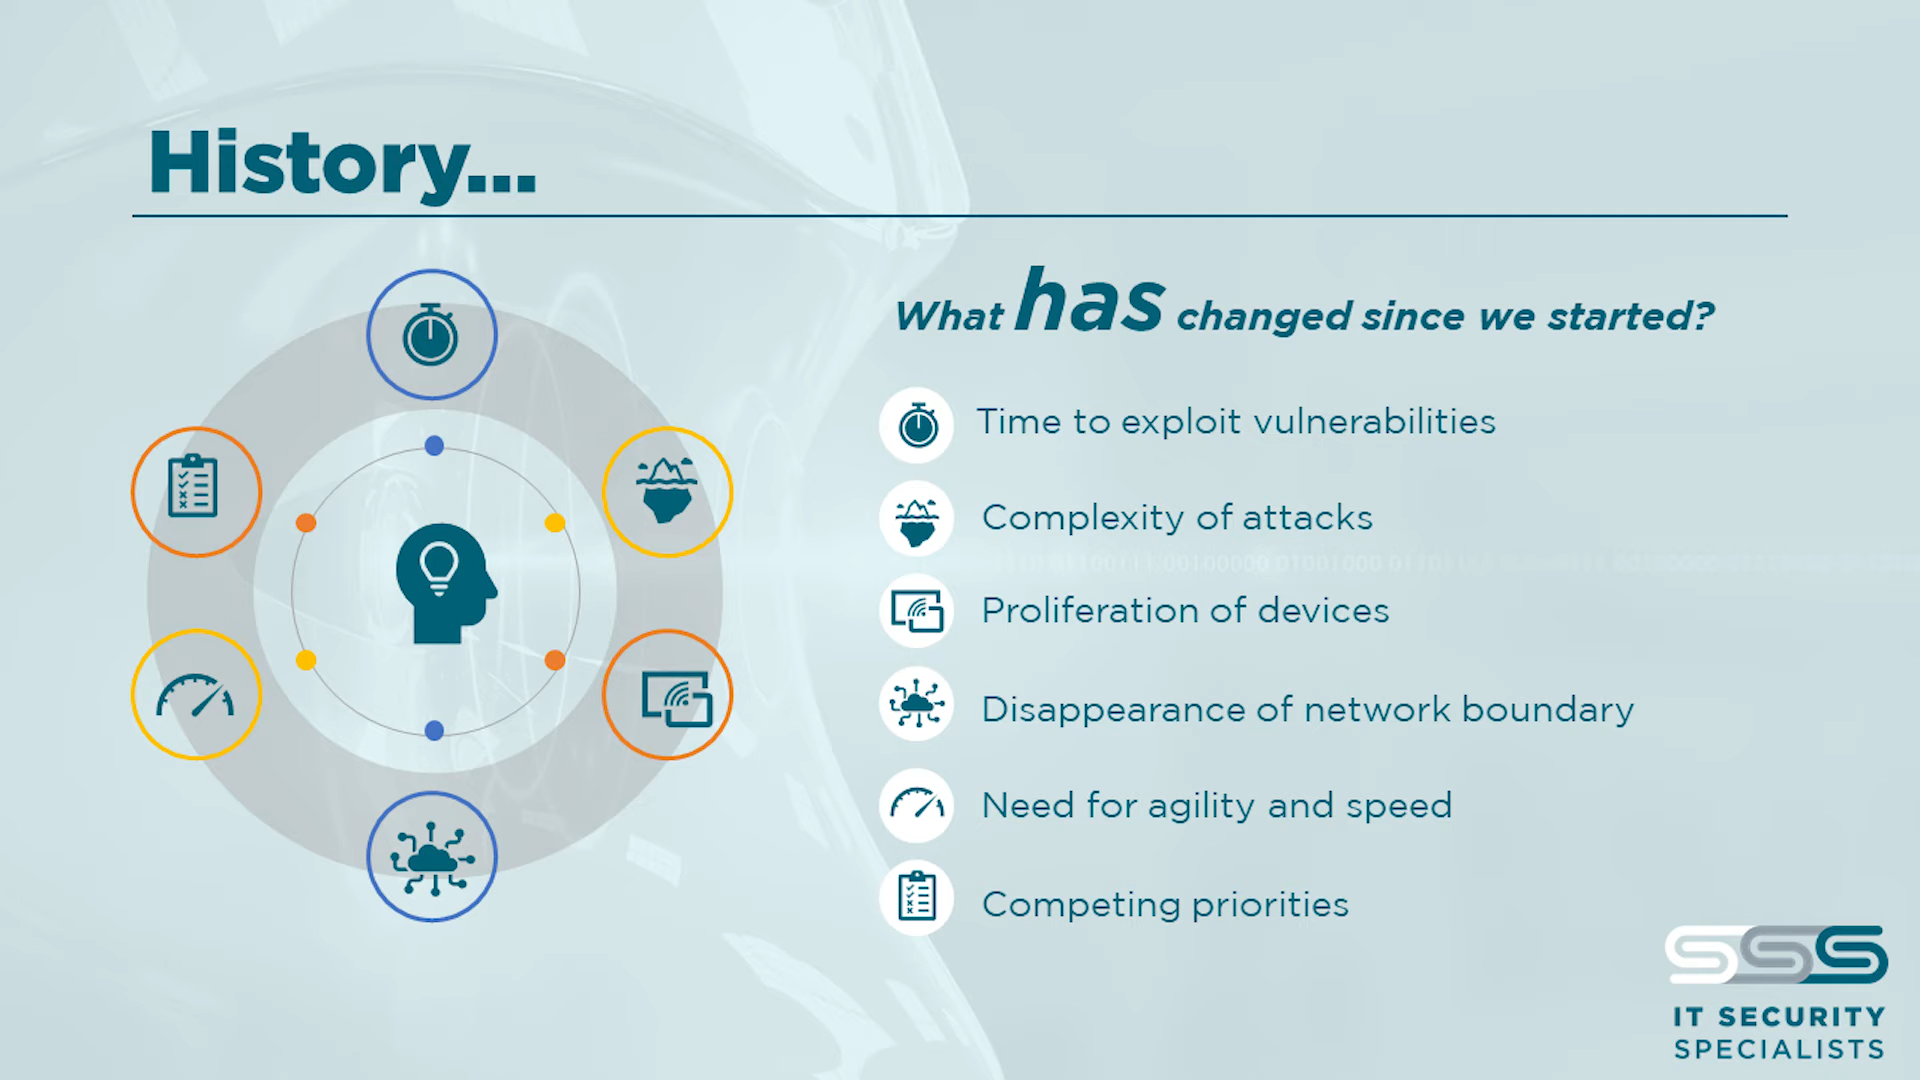 History...
What has changed since we started?
Time to exploit vulnerabilities
Complexity of attacks
Proliferation of devices
Disappearance of network boundary
Need for agility and speed
Competing priorities
SSS
IT SECURITY
SPECIALISTS